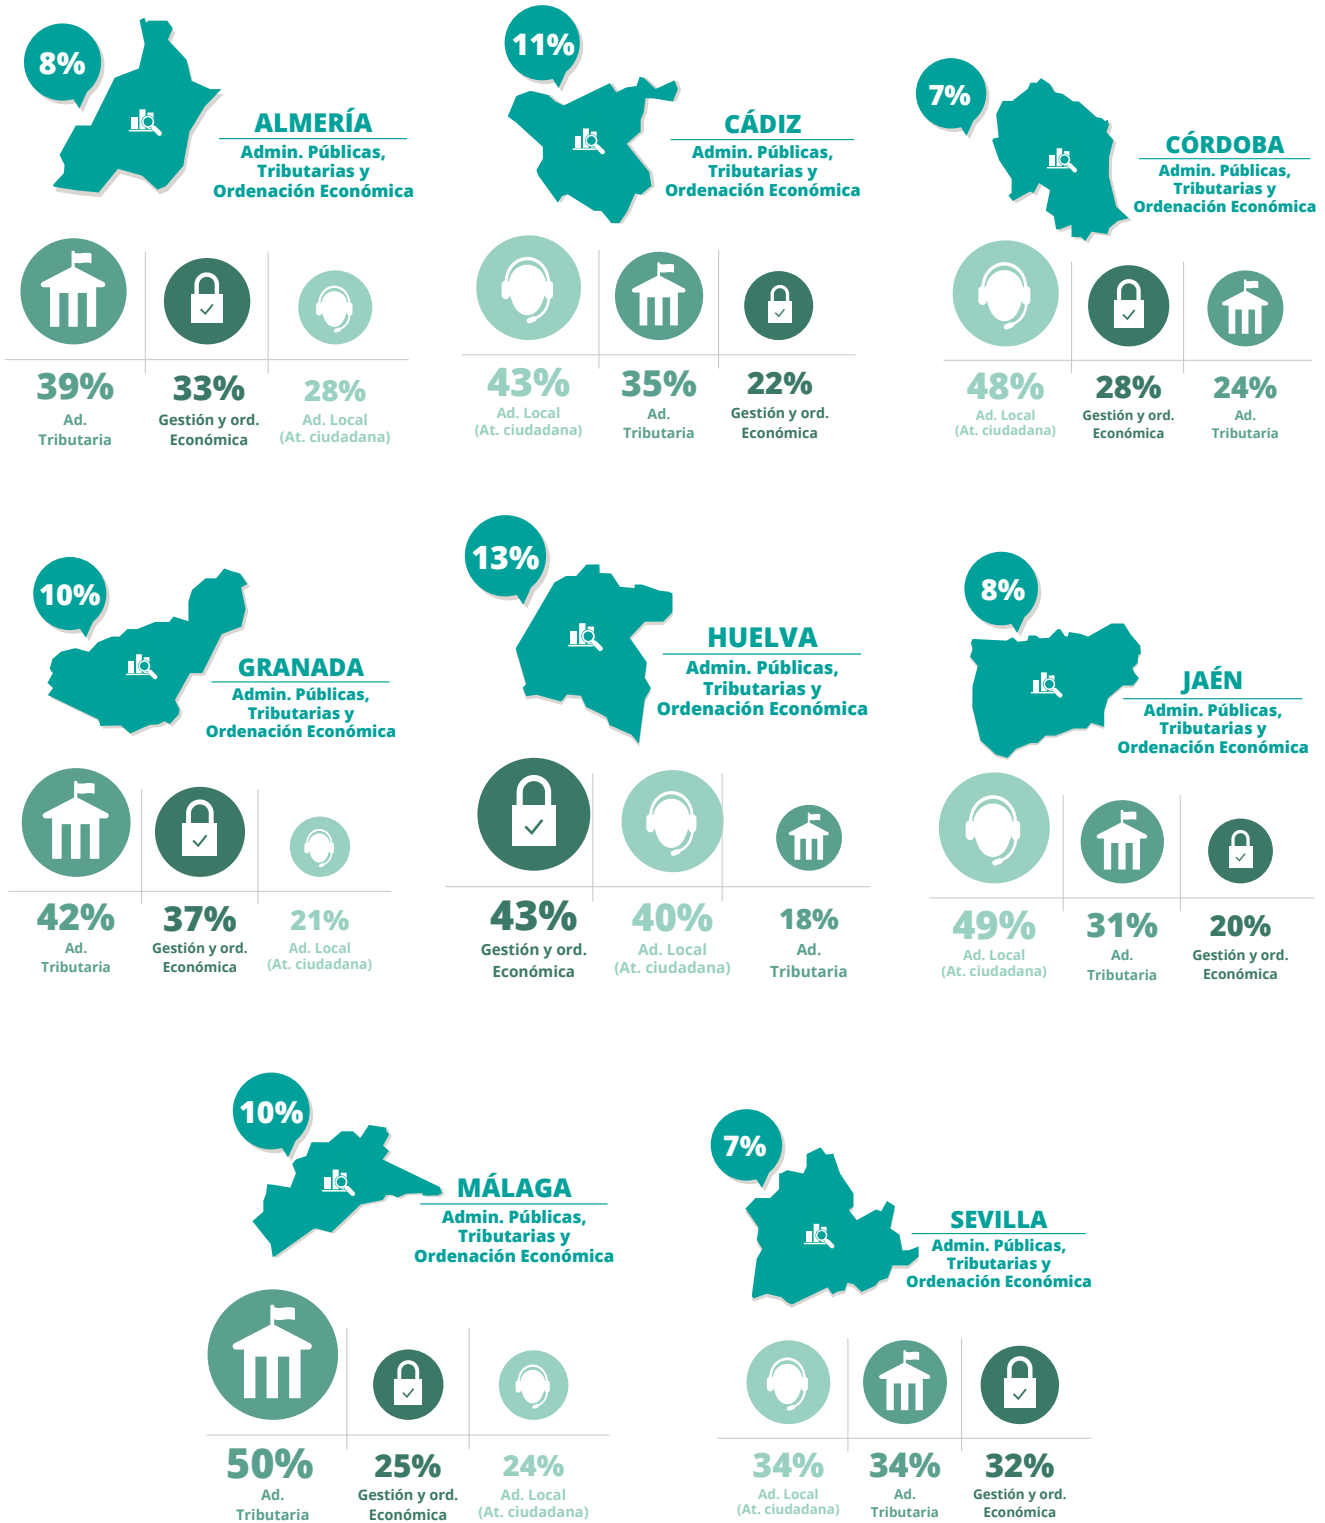 8%
ALMERÍA
Admin. Públicas,
Tributarias y
Ordenación Económica
39%
Ad.
Tributaria
33%
Gestión y ord.
Económica
28%
Ad. Local
(At. ciudadana)
11%
CÁDIZ
Admin. Públicas,
Tributarias y
Ordenación Económica
43%
Ad. Local
(At. ciudadana)
35%
Ad.
Tributaria
22%
Gestión y ord.
Económica
7%
CÓRDOBA
Admin. Públicas,
Tributarias y
Ordenación Económica
48%
Ad. Local
(At. ciudadana)
28%
Gestión y ord.
Económica
24%
Ad.
Tributaria
10%
GRANADA
Admin. Públicas,
Tributarias y
Ordenación Económica
42%
Ad.
Tributaria
37%
Gestión y ord.
Económica
21%
Ad. Local
(At. ciudadana)
13%
HUELVA
Admin. Públicas,
Tributarias y
Ordenación Económica
43%
Gestión y ord.
Económica
40%
Ad. Local
(At. ciudadana)
18%
Ad.
Tributaria
8%
JAÉN
Admin. Públicas,
Tributarias y
Ordenación Económica
49%
Ad. Local
(At. ciudadana)
31%
Ad.
Tributaria
20%
Gestión y ord.
Económica
10%
MÁLAGA
Admin. Públicas,
Tributarias y
Ordenación Económica
50%
Ad.
Tributaria
25%
Gestión y ord.
Económica
24%
Ad. Local
(At. ciudadana)
7%
SEVILLA
Admin. Públicas,
Tributarias y
Ordenación Económica
34%
Ad. Local
(At. ciudadana)
34%
Ad.
Tributaria
32%
Gestión y ord.
Económica